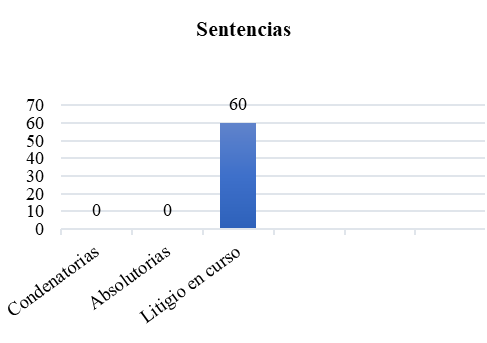 Sentencias
70
60
50
40
30
20
10
0
0
0
60
Condenatorias
Absolutorias
Litigio en curso